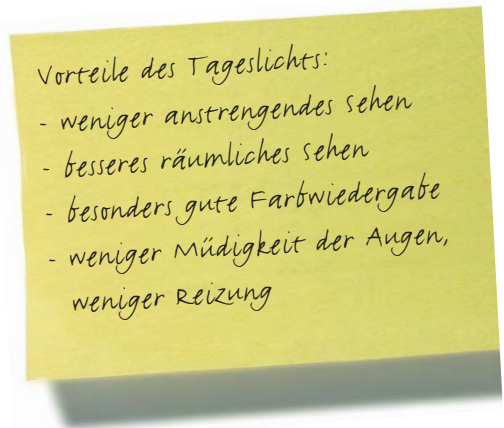 Vorteile des Tageslichts:
- weniger anstrengendes Sehen
- besseres räumliches Sehen
- besonders gute Farbwiedergabe
- weniger Müdigkeit der Augen,
weniger Reizung